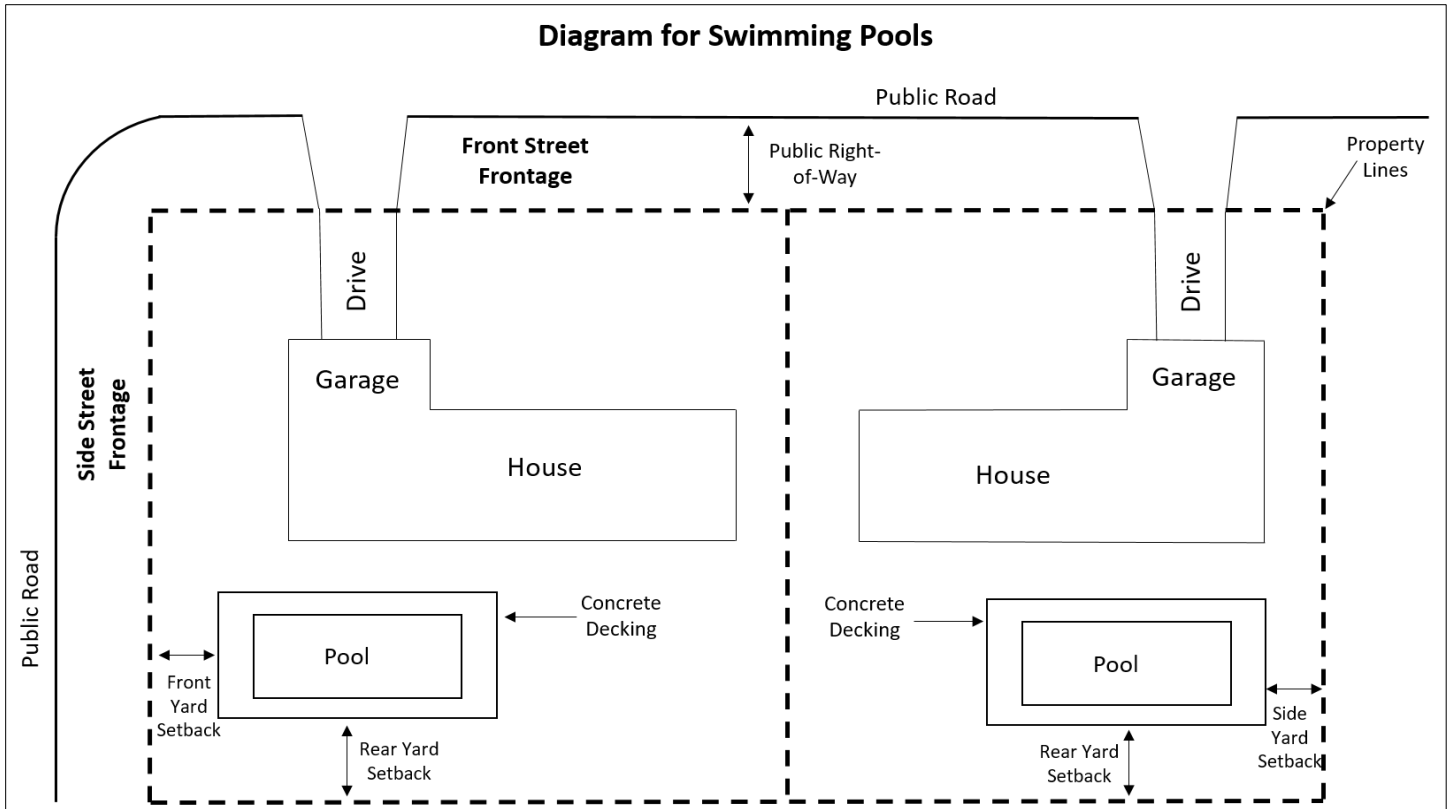 Diagram for Swimming Pools
Public Road
Front Street
Frontage
Public Right-
of-Way
Property
Lines
Drive
Drive
Garage
Garage
Side Street
Frontage
House
House
Public Road
Concrete
Decking
Concrete
Decking
Pool
Pool
Front
Yard
Setback
Rear Yard
Setback
Rear Yard
Setback
Side
Yard
Setback